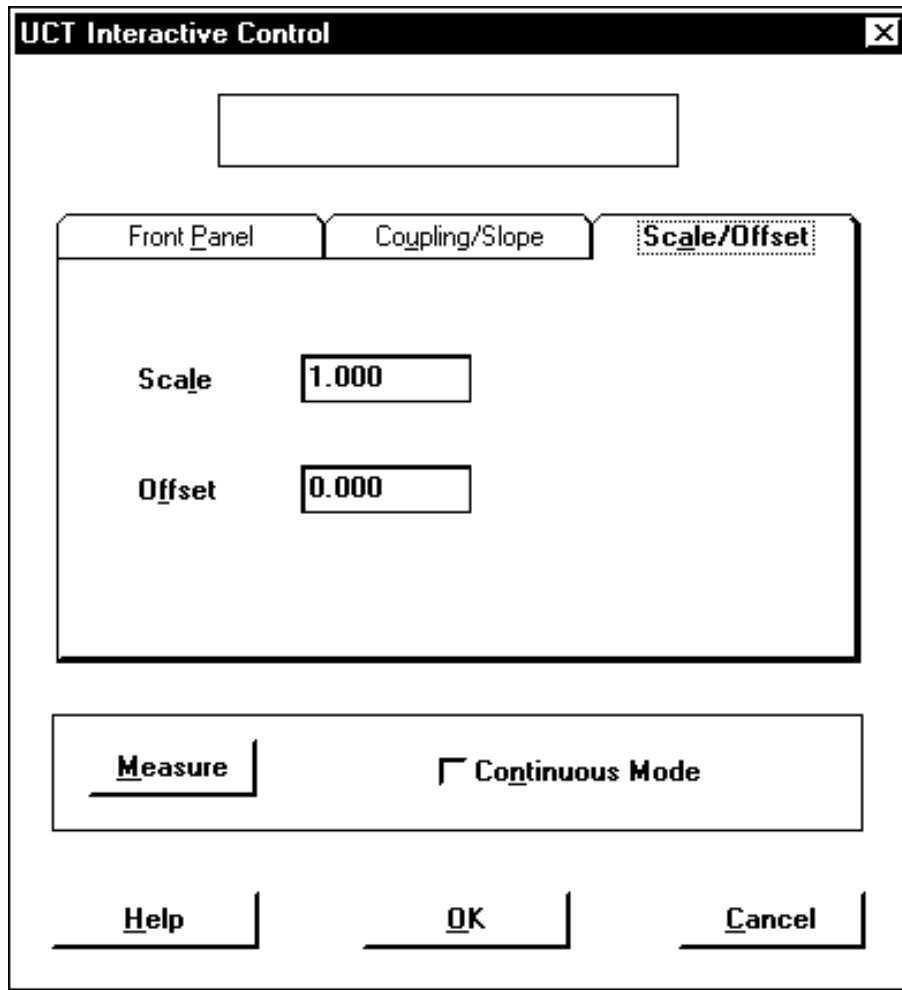 UCT Interactive Control
Front Panel Coupling/Slope Scale/Offset
Scale 1.000
Offset 0.000
Measure Continuous Mode
Help OK Cancel